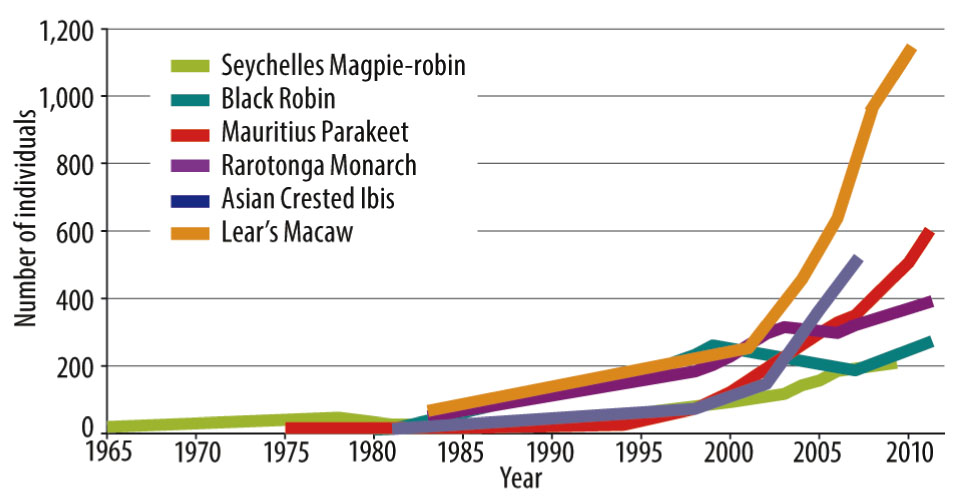 1,200
1,000
800
600
400
200
0
Number of individuals
Seychelles Magpie-robin
Black Robin
Mauritius Parakeet
Rarotonga Monarch
Asian Crested Ibis
Lear's Macaw
1965 1970 1975 1980 1985 1990 1995 2000 2005 2010
Year